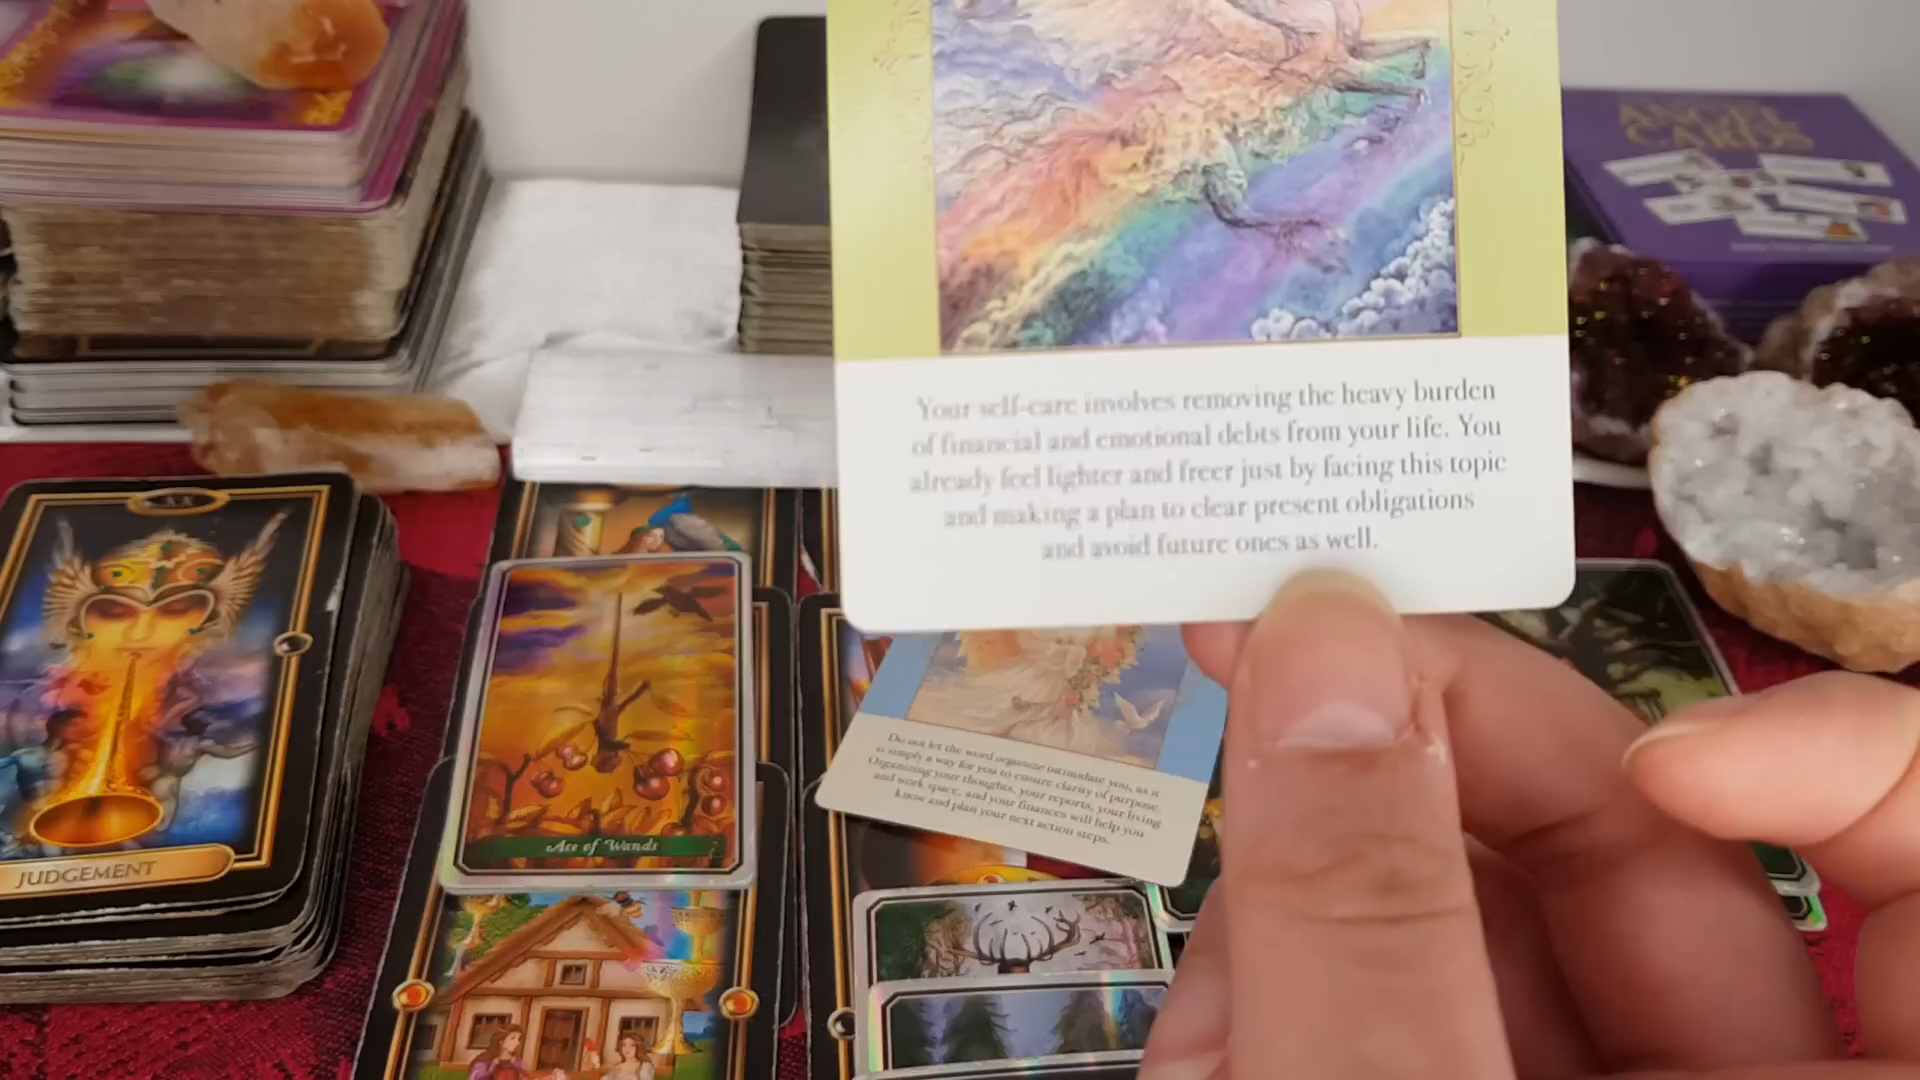 ANGEL
CARDS
Your self-care involves removing the heavy burden
of financial and emotional debts from your life. You
already feel lighter and freer just by facing this topic
and making a plan to clear present obligations
and avoid future ones as well.
XX
JUDGEMENT
Ace of Wands
Do not let the word organize intimidate you, as it
is simply a way for you to ensure clarity of purpose.
Organizing your thoughts, your reports, your living
and work space, and your finances will help you
know and plan your next action steps.